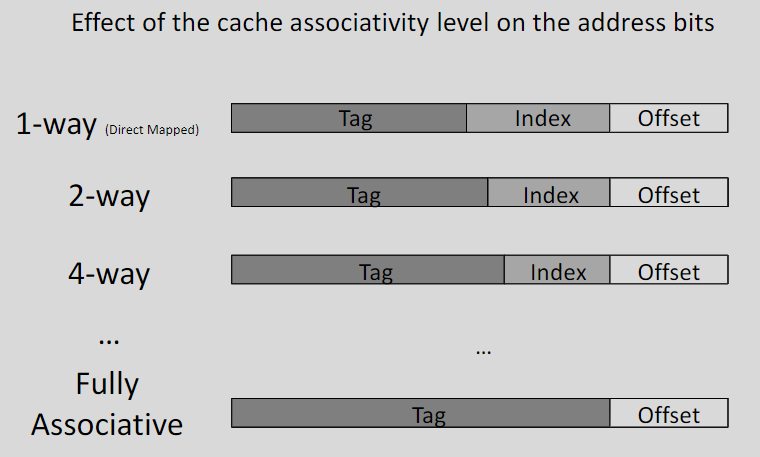 Effect of the cache associativity level on the address bits
1-way (Direct Mapped) Tag Index Offset
2-way Tag Index Offset
4-way Tag Index Offset
... ...
Fully
Associative Tag Offset